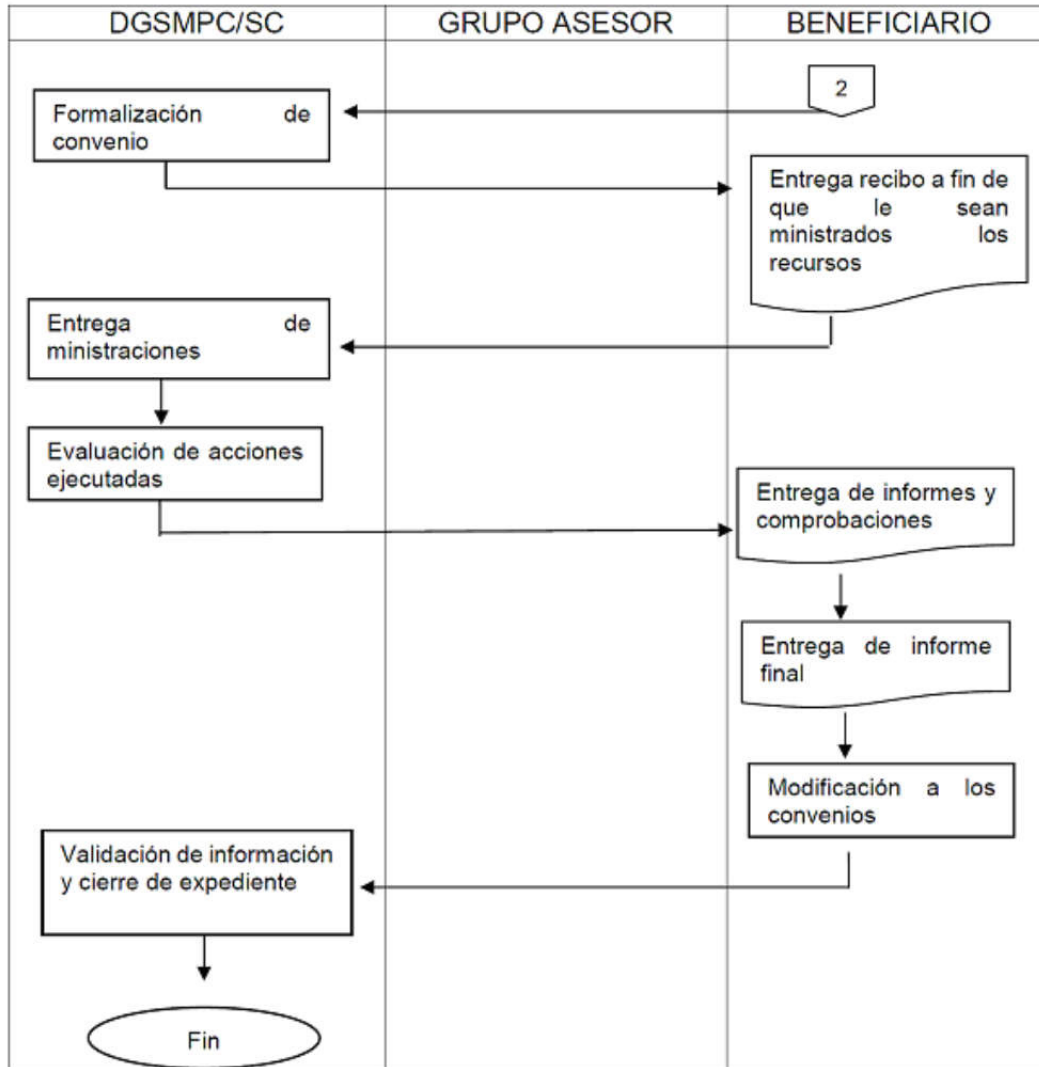 DGSMPC/SC
GRUPO ASESOR
BENEFICIARIO
2
Formalización de
convenio
Entrega recibo a fin de
que le sean
ministrados los
recursos
Entrega de
ministraciones
Evaluación de acciones
ejecutadas
Entrega de informes y
comprobaciones
Entrega de informe
final
Modificación a los
convenios
Validación de información
y cierre de expediente
Fin